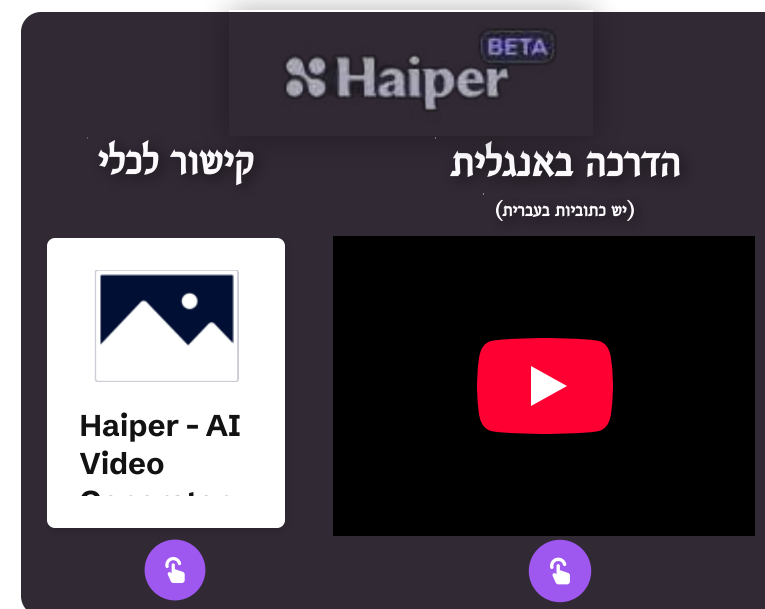 Haiper BETA
הדרכה באנגלית
(יש כתוביות בעברית)
קישור לכלי
Haiper - AI
Video